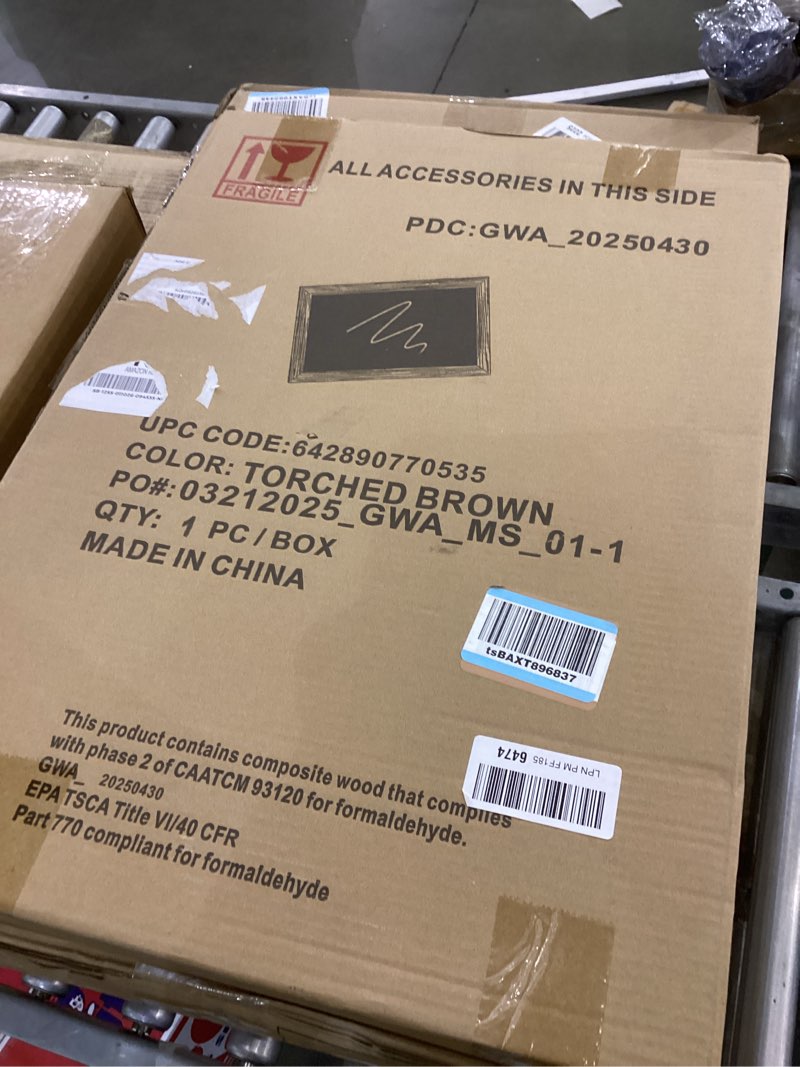 FRAGILE
ALL ACCESSORIES IN THIS SIDE
PDC:GWA_20250430
UPC CODE:642890770535
COLOR: TORCHED BROWN
PO#:03212025_GWA_MS_01-1
QTY: 1 PC / BOX
MADE IN CHINA
tsBAXT896837
LPN PM FF185 6474
This product contains composite wood that complies
with phase 2 of CAATCM 93120 for formaldehyde.
GWA_ 20250430
EPA TSCA Title VI/40 CFR
Part 770 compliant for formaldehyde